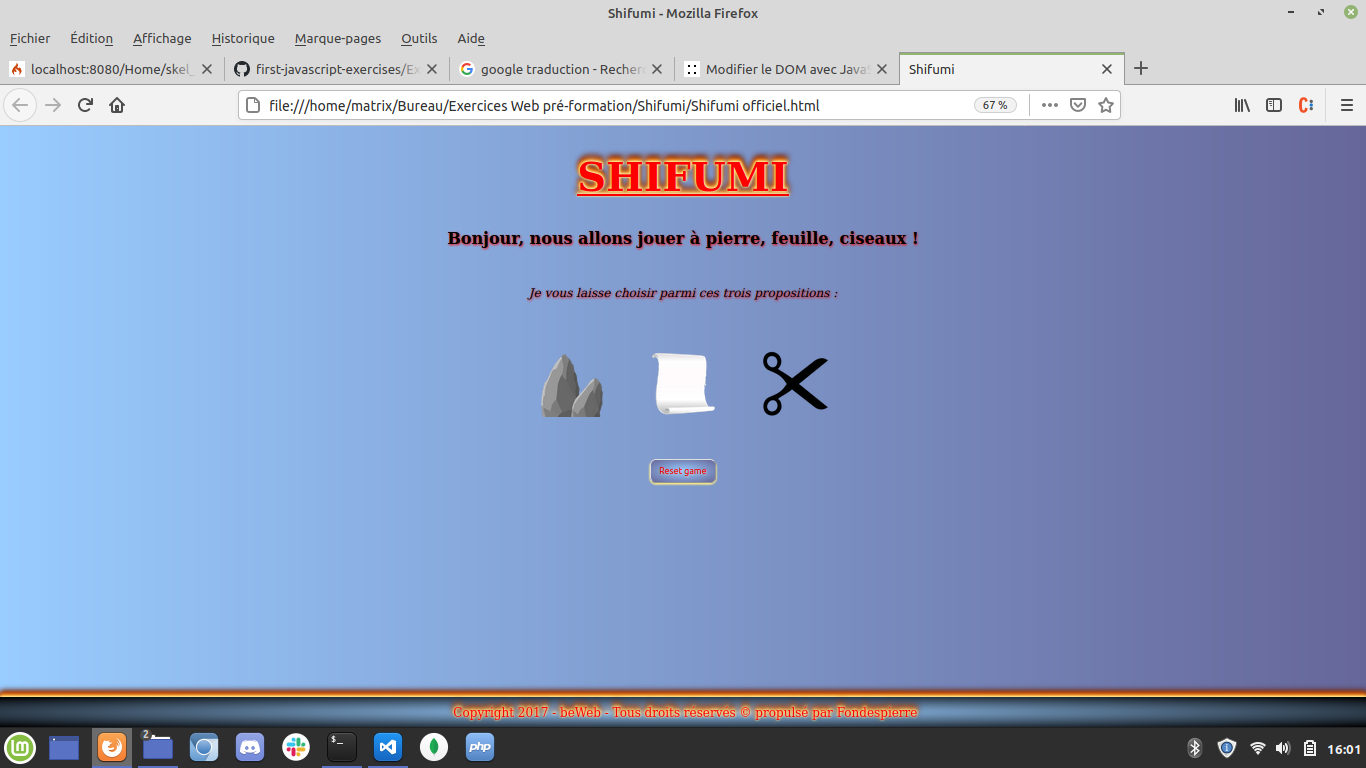 Shifumi - Mozilla Firefox
Fichier Édition Affichage Historique Marque-pages Outils Aide
localhost:8080/Home/skel_ first-javascript-exercises/Ex google traduction - Recher Modifier le DOM avec JavaS Shifumi
file:///home/matrix/Bureau/Exercices Web pré-formation/Shifumi/Shifumi officiel.html 67 %
SHIFUMI
Bonjour, nous allons jouer à pierre, feuille, ciseaux !
Je vous laisse choisir parmi ces trois propositions :
Reset game
Copyright 2017 - beWeb - Tous droits réservés © propulsé par Fondespierre
2 $_ php 16:01